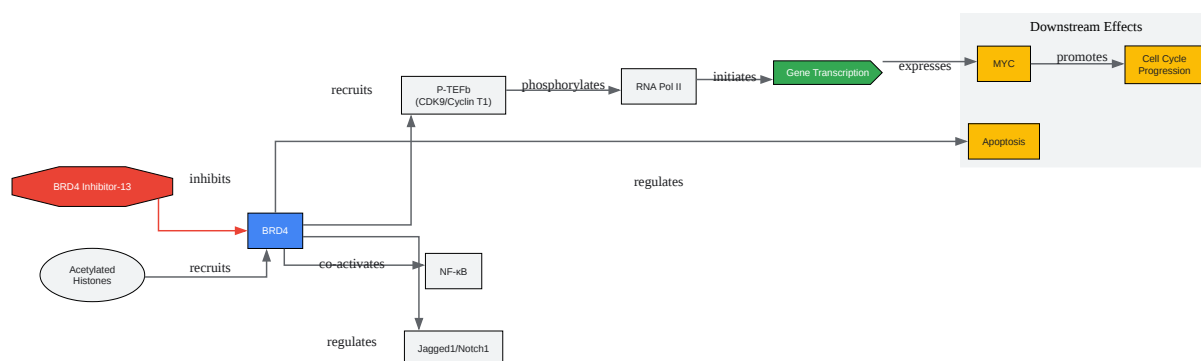 Downstream Effects
expresses
MYC
promotes
Cell Cycle
Progression
recruits
P-TEFb
(CDK9/Cyclin T1)
phosphorylates
RNA Pol II
initiates
Gene Transcription
Apoptosis
BRD4 Inhibitor-13
inhibits
regulates
BRD4
Acetylated
Histones
recruits
co-activates
NF-κB
regulates
Jagged1/Notch1